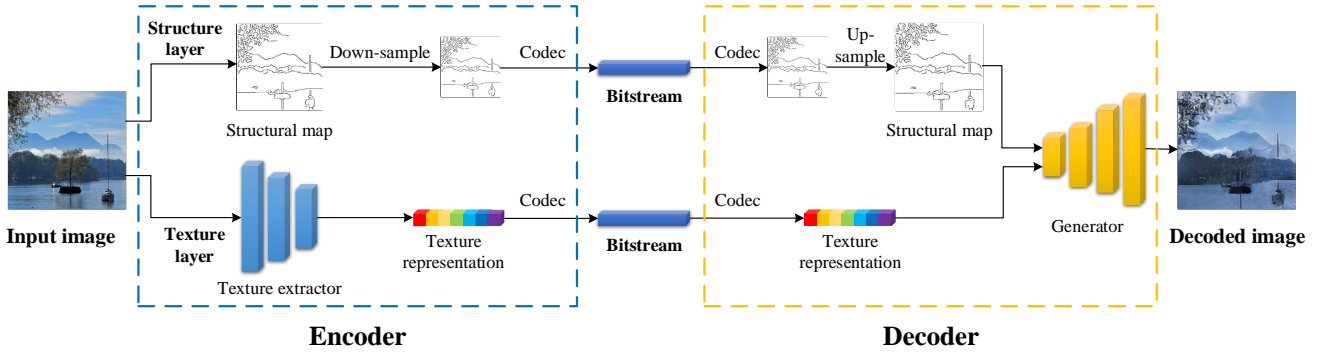 Structure
layer
Down-sample
Codec
Codec
Up-
sample
Bitstream
Structural map
Structural map
Input image
Texture
layer
Codec
Codec
Bitstream
Texture
representation
Texture
representation
Texture extractor
Generator
Decoded image
Encoder
Decoder